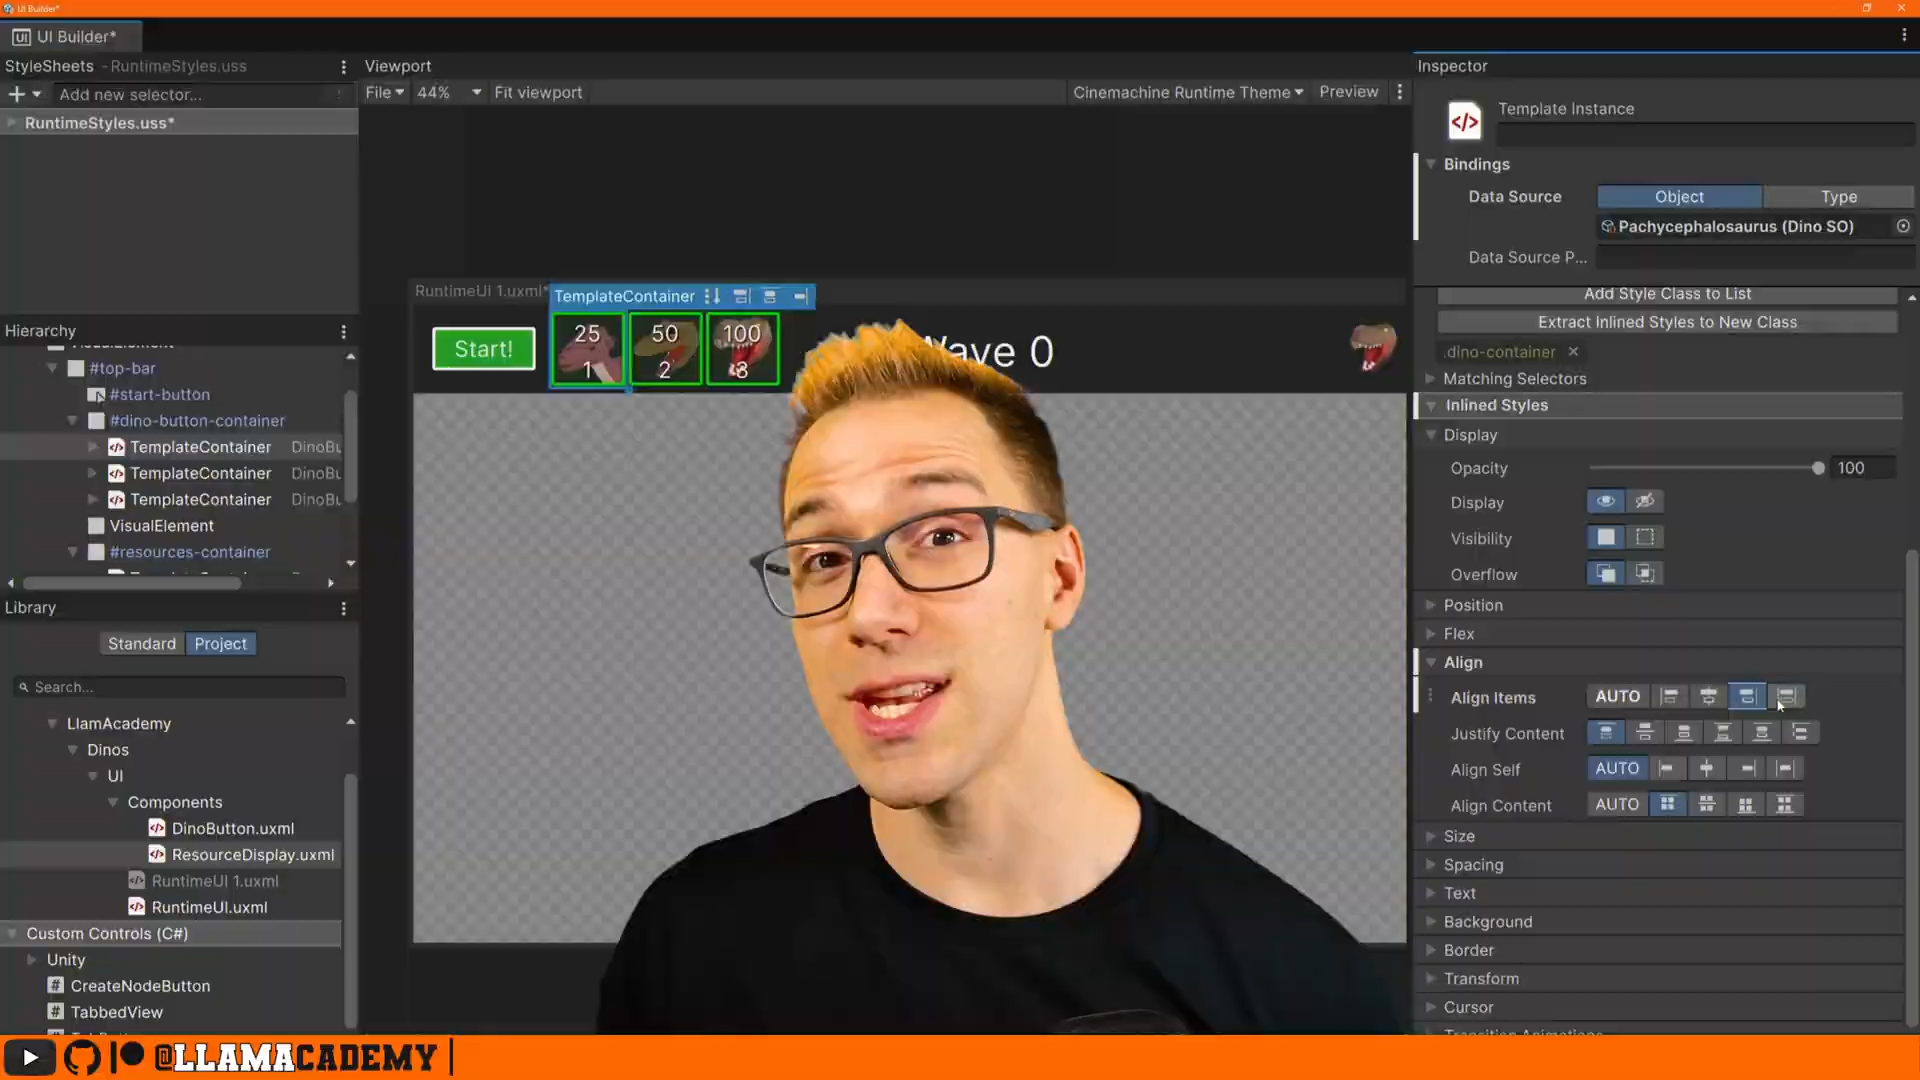 UI Builder*
UI Builder*
StyleSheets - RuntimeStyles.uss
Add new selector...
RuntimeStyles.uss*
Hierarchy
#top-bar
#start-button
#dino-button-container
TemplateContainer DinoBu
TemplateContainer DinoBu
TemplateContainer DinoBu
VisualElement
#resources-container
Library
Standard Project
Search...
LlamAcademy
Dinos
UI
Components
DinoButton.uxml
ResourceDisplay.uxml
RuntimeUI 1.uxml
RuntimeUI.uxml
Custom Controls (C#)
Unity
CreateNodeButton
TabbedView
Viewport
File 44% Fit viewport Cinemachine Runtime Theme Preview
RuntimeUI 1.uxml* TemplateContainer
Start! 25 50 100 Wave 0
1 2 8
Inspector
Template Instance
Bindings
Data Source Object Type
Pachycephalosaurus (Dino SO)
Data Source P...
Add Style Class to List
Extract Inlined Styles to New Class
.dino-container
Matching Selectors
Inlined Styles
Display
Opacity 100
Display
Visibility
Overflow
Position
Flex
Align
Align Items AUTO
Justify Content
Align Self AUTO
Align Content AUTO
Size
Spacing
Text
Background
Border
Transform
Cursor
Transition Animations
@LLAMACADEMY